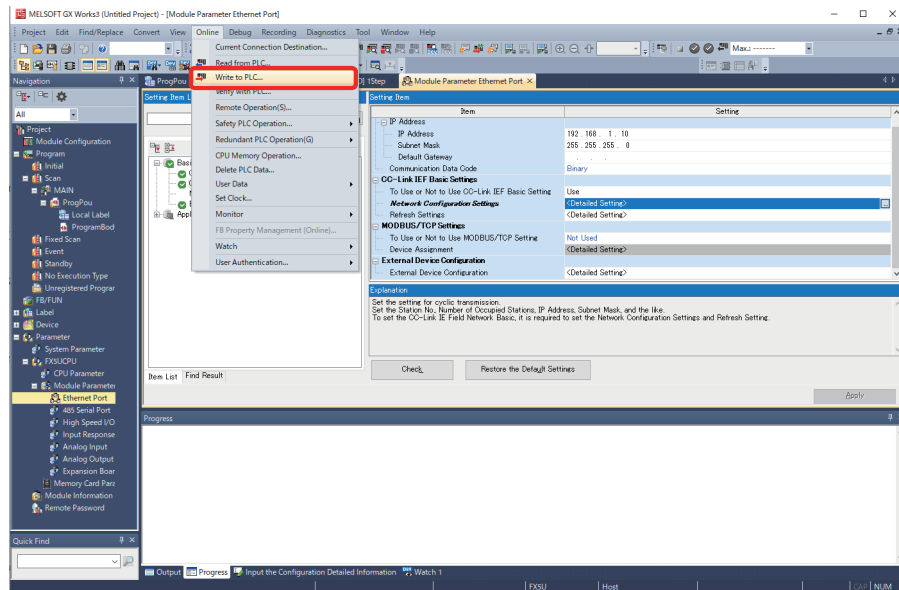 MELSOFT GX Works3 (Untitled Project) - [Module Parameter Ethernet Port]
Project Edit Find/Replace Convert View Online Debug Recording Diagnostics Tool Window Help
Max.: -------
Navigation
ProgPou
1Step
Module Parameter Ethernet Port
All
Project
Module Configuration
Program
Initial
Scan
MAIN
ProgPou
Local Label
ProgramBod
Fixed Scan
Event
Standby
No Execution Type
Unregistered Prograr
FB/FUN
Label
Device
Parameter
System Parameter
FX5UCPU
CPU Parameter
Module Parameter
Ethernet Port
485 Serial Port
High Speed I/O
Input Response
Analog Input
Analog Output
Expansion Boar
Memory Card Para
Module Information
Remote Password
Quick Find
Setting Item L
Basi
Appl
Item List Find Result
Current Connection Destination...
Read from PLC...
Write to PLC...
Verify with PLC...
Remote Operation(S)...
Safety PLC Operation...
Redundant PLC Operation(G)
CPU Memory Operation...
Delete PLC Data...
User Data
Set Clock...
Monitor
FB Property Management (Online)...
Watch
User Authentication...
Setting Item
Item Setting
IP Address
IP Address 192 . 168 . 1 . 10
Subnet Mask 255 . 255 . 255 . 0
Default Gateway . . .
Communication Data Code Binary
CC-Link IEF Basic Settings
To Use or Not to Use CC-Link IEF Basic Setting Use
Network Configuration Settings <Detailed Setting>
Refresh Settings <Detailed Setting>
MODBUS/TCP Settings
To Use or Not to Use MODBUS/TCP Setting Not Used
Device Assignment <Detailed Setting>
External Device Configuration
External Device Configuration <Detailed Setting>
Explanation
Set the setting for cyclic transmission.
Set the Station No., Number of Occupied Stations, IP Address, Subnet Mask, and the like.
To set the CC-Link IE Field Network Basic, it is required to set the Network Configuration Settings and Refresh Setting.
Check Restore the Default Settings
Apply
Progress
Output Progress Input the Configuration Detailed Information Watch 1
FX5U Host CAP NUM